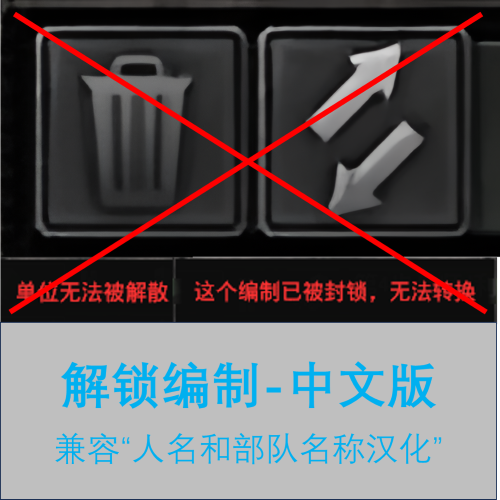 单位无法被解散
这个编制已被封锁，无法转换
解锁编制-中文版
兼容“人名和部队名称汉化”